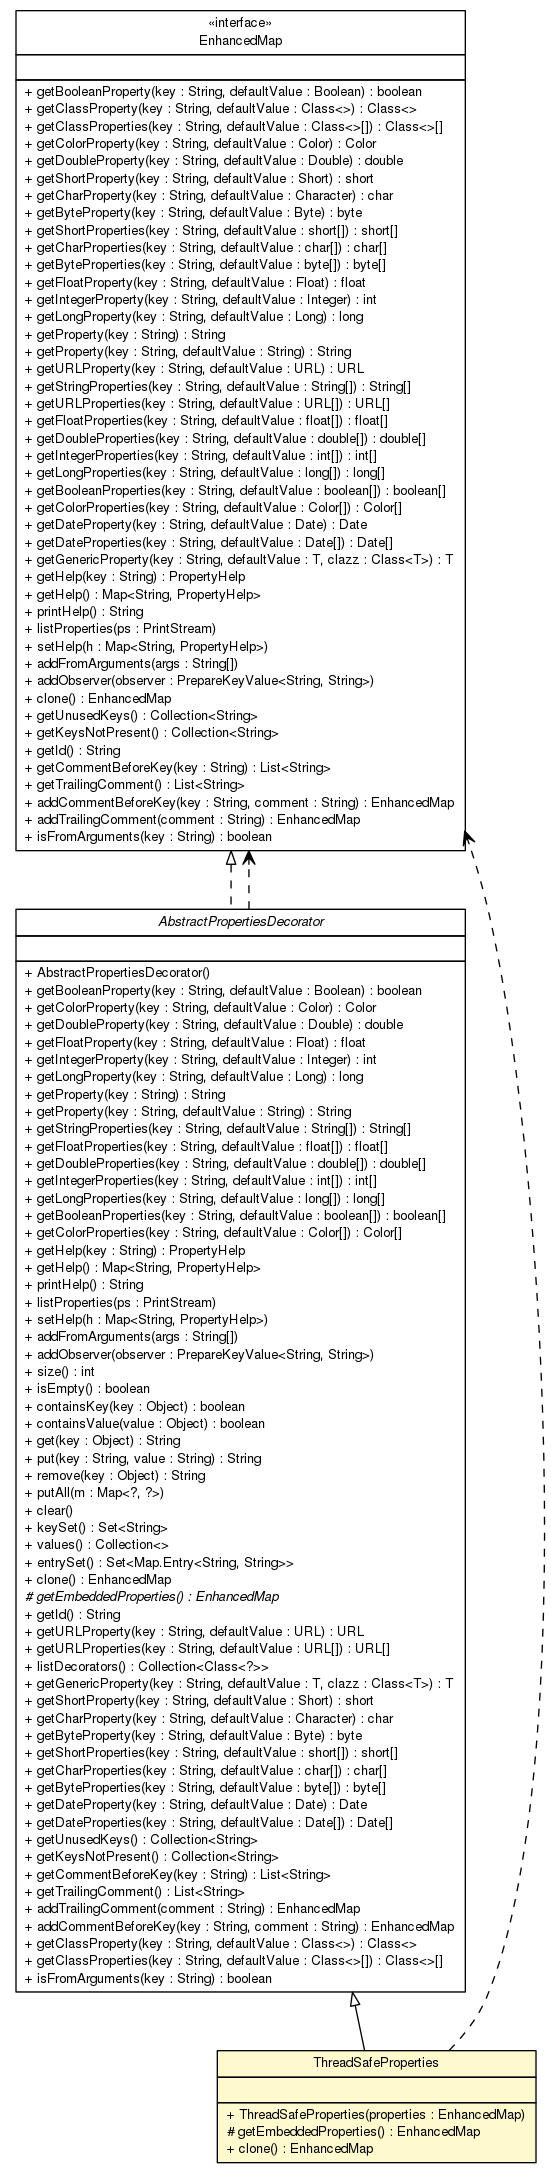 «interface»
EnhancedMap
+ getBooleanProperty(key : String, defaultValue : Boolean) : boolean
+ getClassProperty(key : String, defaultValue : Class<>) : Class<>
+ getClassProperties(key : String, defaultValue : Class<>[]) : Class<>[]
+ getColorProperty(key : String, defaultValue : Color) : Color
+ getDoubleProperty(key : String, defaultValue : Double) : double
+ getShortProperty(key : String, defaultValue : Short) : short
+ getCharProperty(key : String, defaultValue : Character) : char
+ getByteProperty(key : String, defaultValue : Byte) : byte
+ getShortProperties(key : String, defaultValue : short[]) : short[]
+ getCharProperties(key : String, defaultValue : char[]) : char[]
+ getByteProperties(key : String, defaultValue : byte[]) : byte[]
+ getFloatProperty(key : String, defaultValue : Float) : float
+ getIntegerProperty(key : String, defaultValue : Integer) : int
+ getLongProperty(key : String, defaultValue : Long) : long
+ getProperty(key : String) : String
+ getProperty(key : String, defaultValue : String) : String
+ getURLProperty(key : String, defaultValue : URL) : URL
+ getStringProperties(key : String, defaultValue : String[]) : String[]
+ getURLProperties(key : String, defaultValue : URL[]) : URL[]
+ getFloatProperties(key : String, defaultValue : float[]) : float[]
+ getDoubleProperties(key : String, defaultValue : double[]) : double[]
+ getIntegerProperties(key : String, defaultValue : int[]) : int[]
+ getLongProperties(key : String, defaultValue : long[]) : long[]
+ getBooleanProperties(key : String, defaultValue : boolean[]) : boolean[]
+ getColorProperties(key : String, defaultValue : Color[]) : Color[]
+ getDateProperty(key : String, defaultValue : Date) : Date
+ getDateProperties(key : String, defaultValue : Date[]) : Date[]
+ getGenericProperty(key : String, defaultValue : T, clazz : Class<T>) : T
+ getHelp(key : String) : PropertyHelp
+ getHelp() : Map<String, PropertyHelp>
+ printHelp() : String
+ listProperties(ps : PrintStream)
+ setHelp(h : Map<String, PropertyHelp>)
+ addFromArguments(args : String[])
+ addObserver(observer : PrepareKeyValue<String, String>)
+ clone() : EnhancedMap
+ getUnusedKeys() : Collection<String>
+ getKeysNotPresent() : Collection<String>
+ getId() : String
+ getCommentBeforeKey(key : String) : List<String>
+ getTrailingComment() : List<String>
+ addCommentBeforeKey(key : String, comment : String) : EnhancedMap
+ addTrailingComment(comment : String) : EnhancedMap
+ isFromArguments(key : String) : boolean
AbstractPropertiesDecorator
+ AbstractPropertiesDecorator()
+ getBooleanProperty(key : String, defaultValue : Boolean) : boolean
+ getColorProperty(key : String, defaultValue : Color) : Color
+ getDoubleProperty(key : String, defaultValue : Double) : double
+ getFloatProperty(key : String, defaultValue : Float) : float
+ getIntegerProperty(key : String, defaultValue : Integer) : int
+ getLongProperty(key : String, defaultValue : Long) : long
+ getProperty(key : String) : String
+ getProperty(key : String, defaultValue : String) : String
+ getStringProperties(key : String, defaultValue : String[]) : String[]
+ getFloatProperties(key : String, defaultValue : float[]) : float[]
+ getDoubleProperties(key : String, defaultValue : double[]) : double[]
+ getIntegerProperties(key : String, defaultValue : int[]) : int[]
+ getLongProperties(key : String, defaultValue : long[]) : long[]
+ getBooleanProperties(key : String, defaultValue : boolean[]) : boolean[]
+ getColorProperties(key : String, defaultValue : Color[]) : Color[]
+ getHelp(key : String) : PropertyHelp
+ getHelp() : Map<String, PropertyHelp>
+ printHelp() : String
+ listProperties(ps : PrintStream)
+ setHelp(h : Map<String, PropertyHelp>)
+ addFromArguments(args : String[])
+ addObserver(observer : PrepareKeyValue<String, String>)
+ size() : int
+ isEmpty() : boolean
+ containsKey(key : Object) : boolean
+ containsValue(value : Object) : boolean
+ get(key : Object) : String
+ put(key : String, value : String) : String
+ remove(key : Object) : String
+ putAll(m : Map<?, ?>)
+ clear()
+ keySet() : Set<String>
+ values() : Collection<>
+ entrySet() : Set<Map.Entry<String, String>>
+ clone() : EnhancedMap
# getEmbeddedProperties() : EnhancedMap
+ getId() : String
+ getURLProperty(key : String, defaultValue : URL) : URL
+ getURLProperties(key : String, defaultValue : URL[]) : URL[]
+ listDecorators() : Collection<Class<?>>
+ getGenericProperty(key : String, defaultValue : T, clazz : Class<T>) : T
+ getShortProperty(key : String, defaultValue : Short) : short
+ getCharProperty(key : String, defaultValue : Character) : char
+ getByteProperty(key : String, defaultValue : Byte) : byte
+ getShortProperties(key : String, defaultValue : short[]) : short[]
+ getCharProperties(key : String, defaultValue : char[]) : char[]
+ getByteProperties(key : String, defaultValue : byte[]) : byte[]
+ getDateProperty(key : String, defaultValue : Date) : Date
+ getDateProperties(key : String, defaultValue : Date[]) : Date[]
+ getUnusedKeys() : Collection<String>
+ getKeysNotPresent() : Collection<String>
+ getCommentBeforeKey(key : String) : List<String>
+ getTrailingComment() : List<String>
+ addTrailingComment(comment : String) : EnhancedMap
+ addCommentBeforeKey(key : String, comment : String) : EnhancedMap
+ getClassProperty(key : String, defaultValue : Class<>) : Class<>
+ getClassProperties(key : String, defaultValue : Class<>[]) : Class<>[]
+ isFromArguments(key : String) : boolean
ThreadSafeProperties
+ ThreadSafeProperties(properties : EnhancedMap)
# getEmbeddedProperties() : EnhancedMap
+ clone() : EnhancedMap